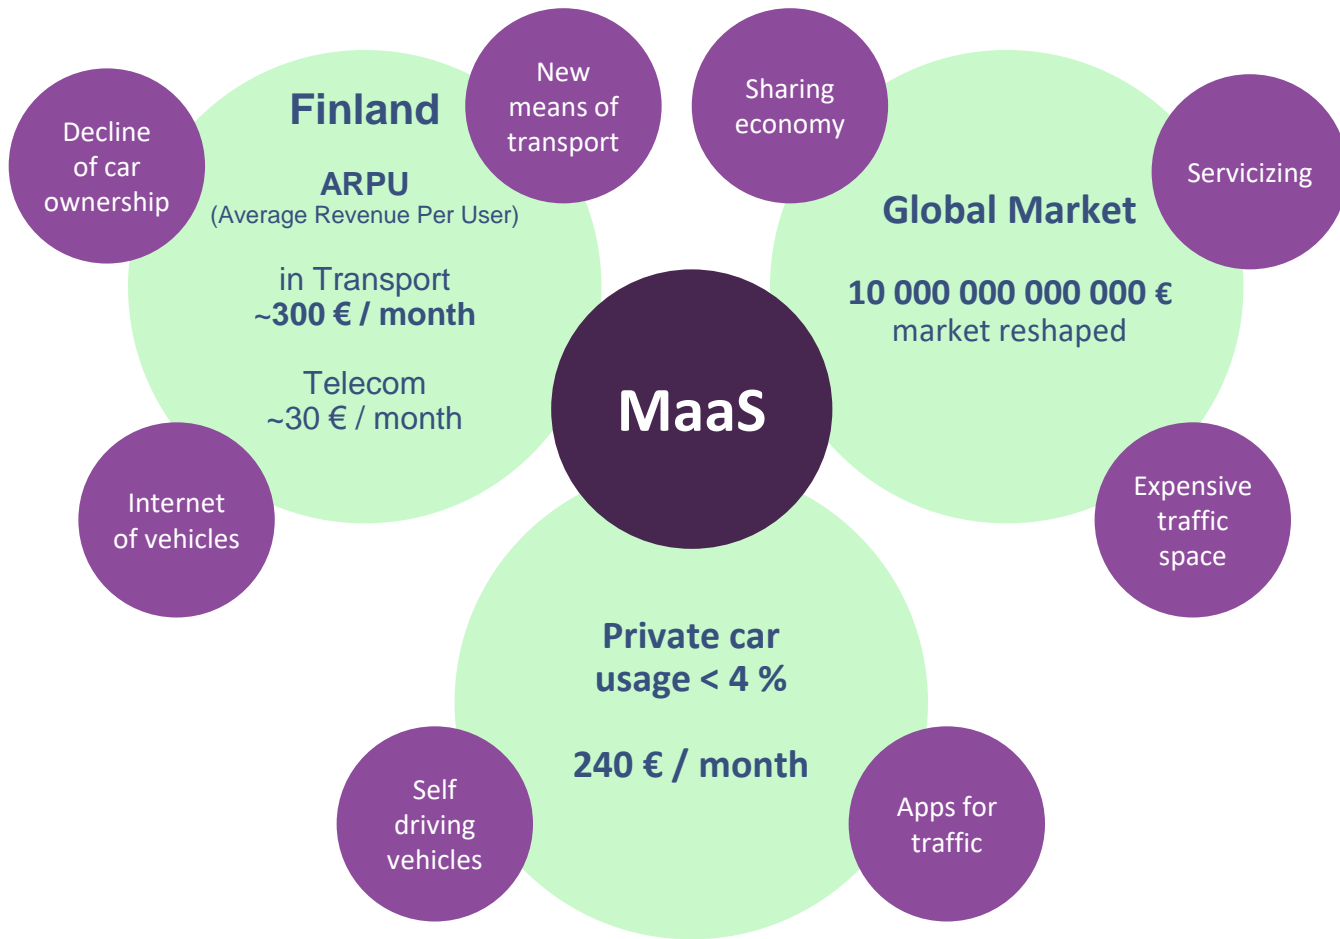 Finland
ARPU
(Average Revenue Per User)
in Transport
~300 € / month
Telecom
~30 € / month
Decline
of car
ownership
New
means of
transport
Internet
of vehicles
MaaS
Sharing
economy
Servicizing
Global Market
10 000 000 000 000 €
market reshaped
Expensive
traffic
space
Private car
usage < 4 %
240 € / month
Self
driving
vehicles
Apps for
traffic